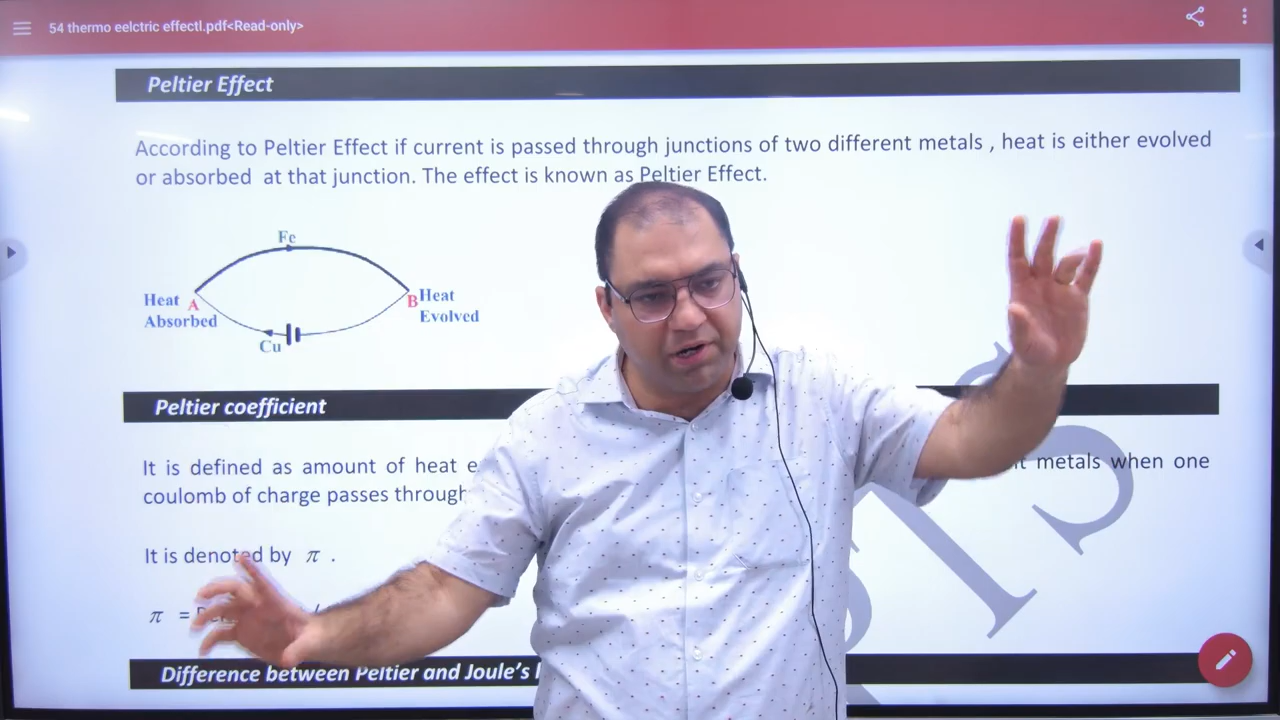 54 thermo eelctric effectl.pdf<Read-only>
Peltier Effect
According to Peltier Effect if current is passed through junctions of two different metals , heat is either evolved
or absorbed at that junction. The effect is known as Peltier Effect.
Fe
Heat A
Absorbed
B Heat
Evolved
Cu
Peltier coefficient
It is defined as amount of heat metals when one
coulomb of charge passes through
It is denoted by π .
π =
Difference between Peltier and Joule's